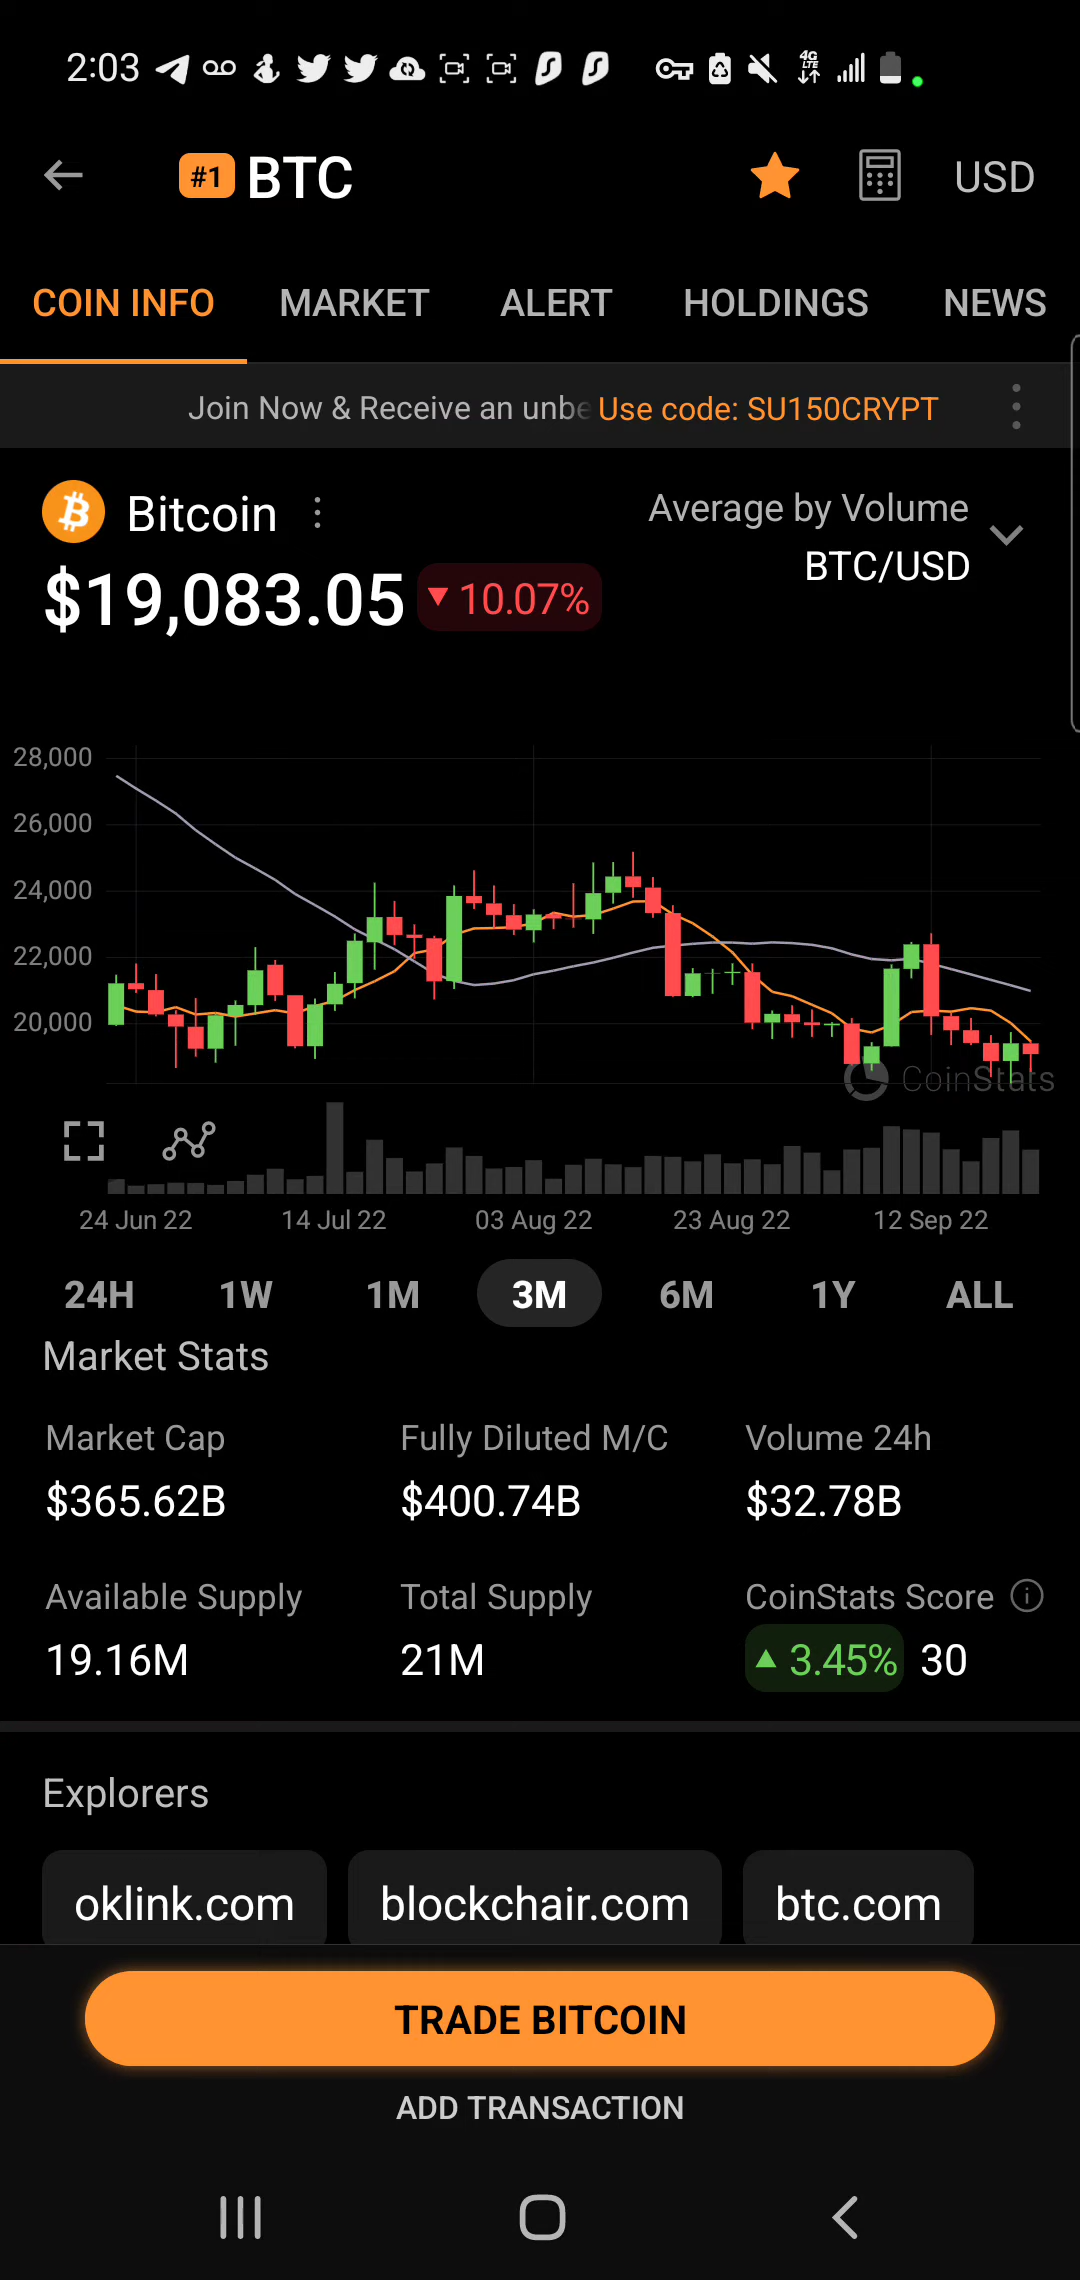 2:03
4G LTE
#1 BTC USD
COIN INFO MARKET ALERT HOLDINGS NEWS
Join Now & Receive an unbe Use code: SU150CRYPT
Bitcoin
Average by Volume
BTC/USD
$19,083.05 ▼ 10.07%
28,000
26,000
24,000
22,000
20,000
CoinStats
24 Jun 22 14 Jul 22 03 Aug 22 23 Aug 22 12 Sep 22
24H 1W 1M 3M 6M 1Y ALL
Market Stats
Market Cap Fully Diluted M/C Volume 24h
$365.62B $400.74B $32.78B
Available Supply Total Supply CoinStats Score
19.16M 21M ▲ 3.45% 30
Explorers
oklink.com blockchair.com btc.com
TRADE BITCOIN
ADD TRANSACTION